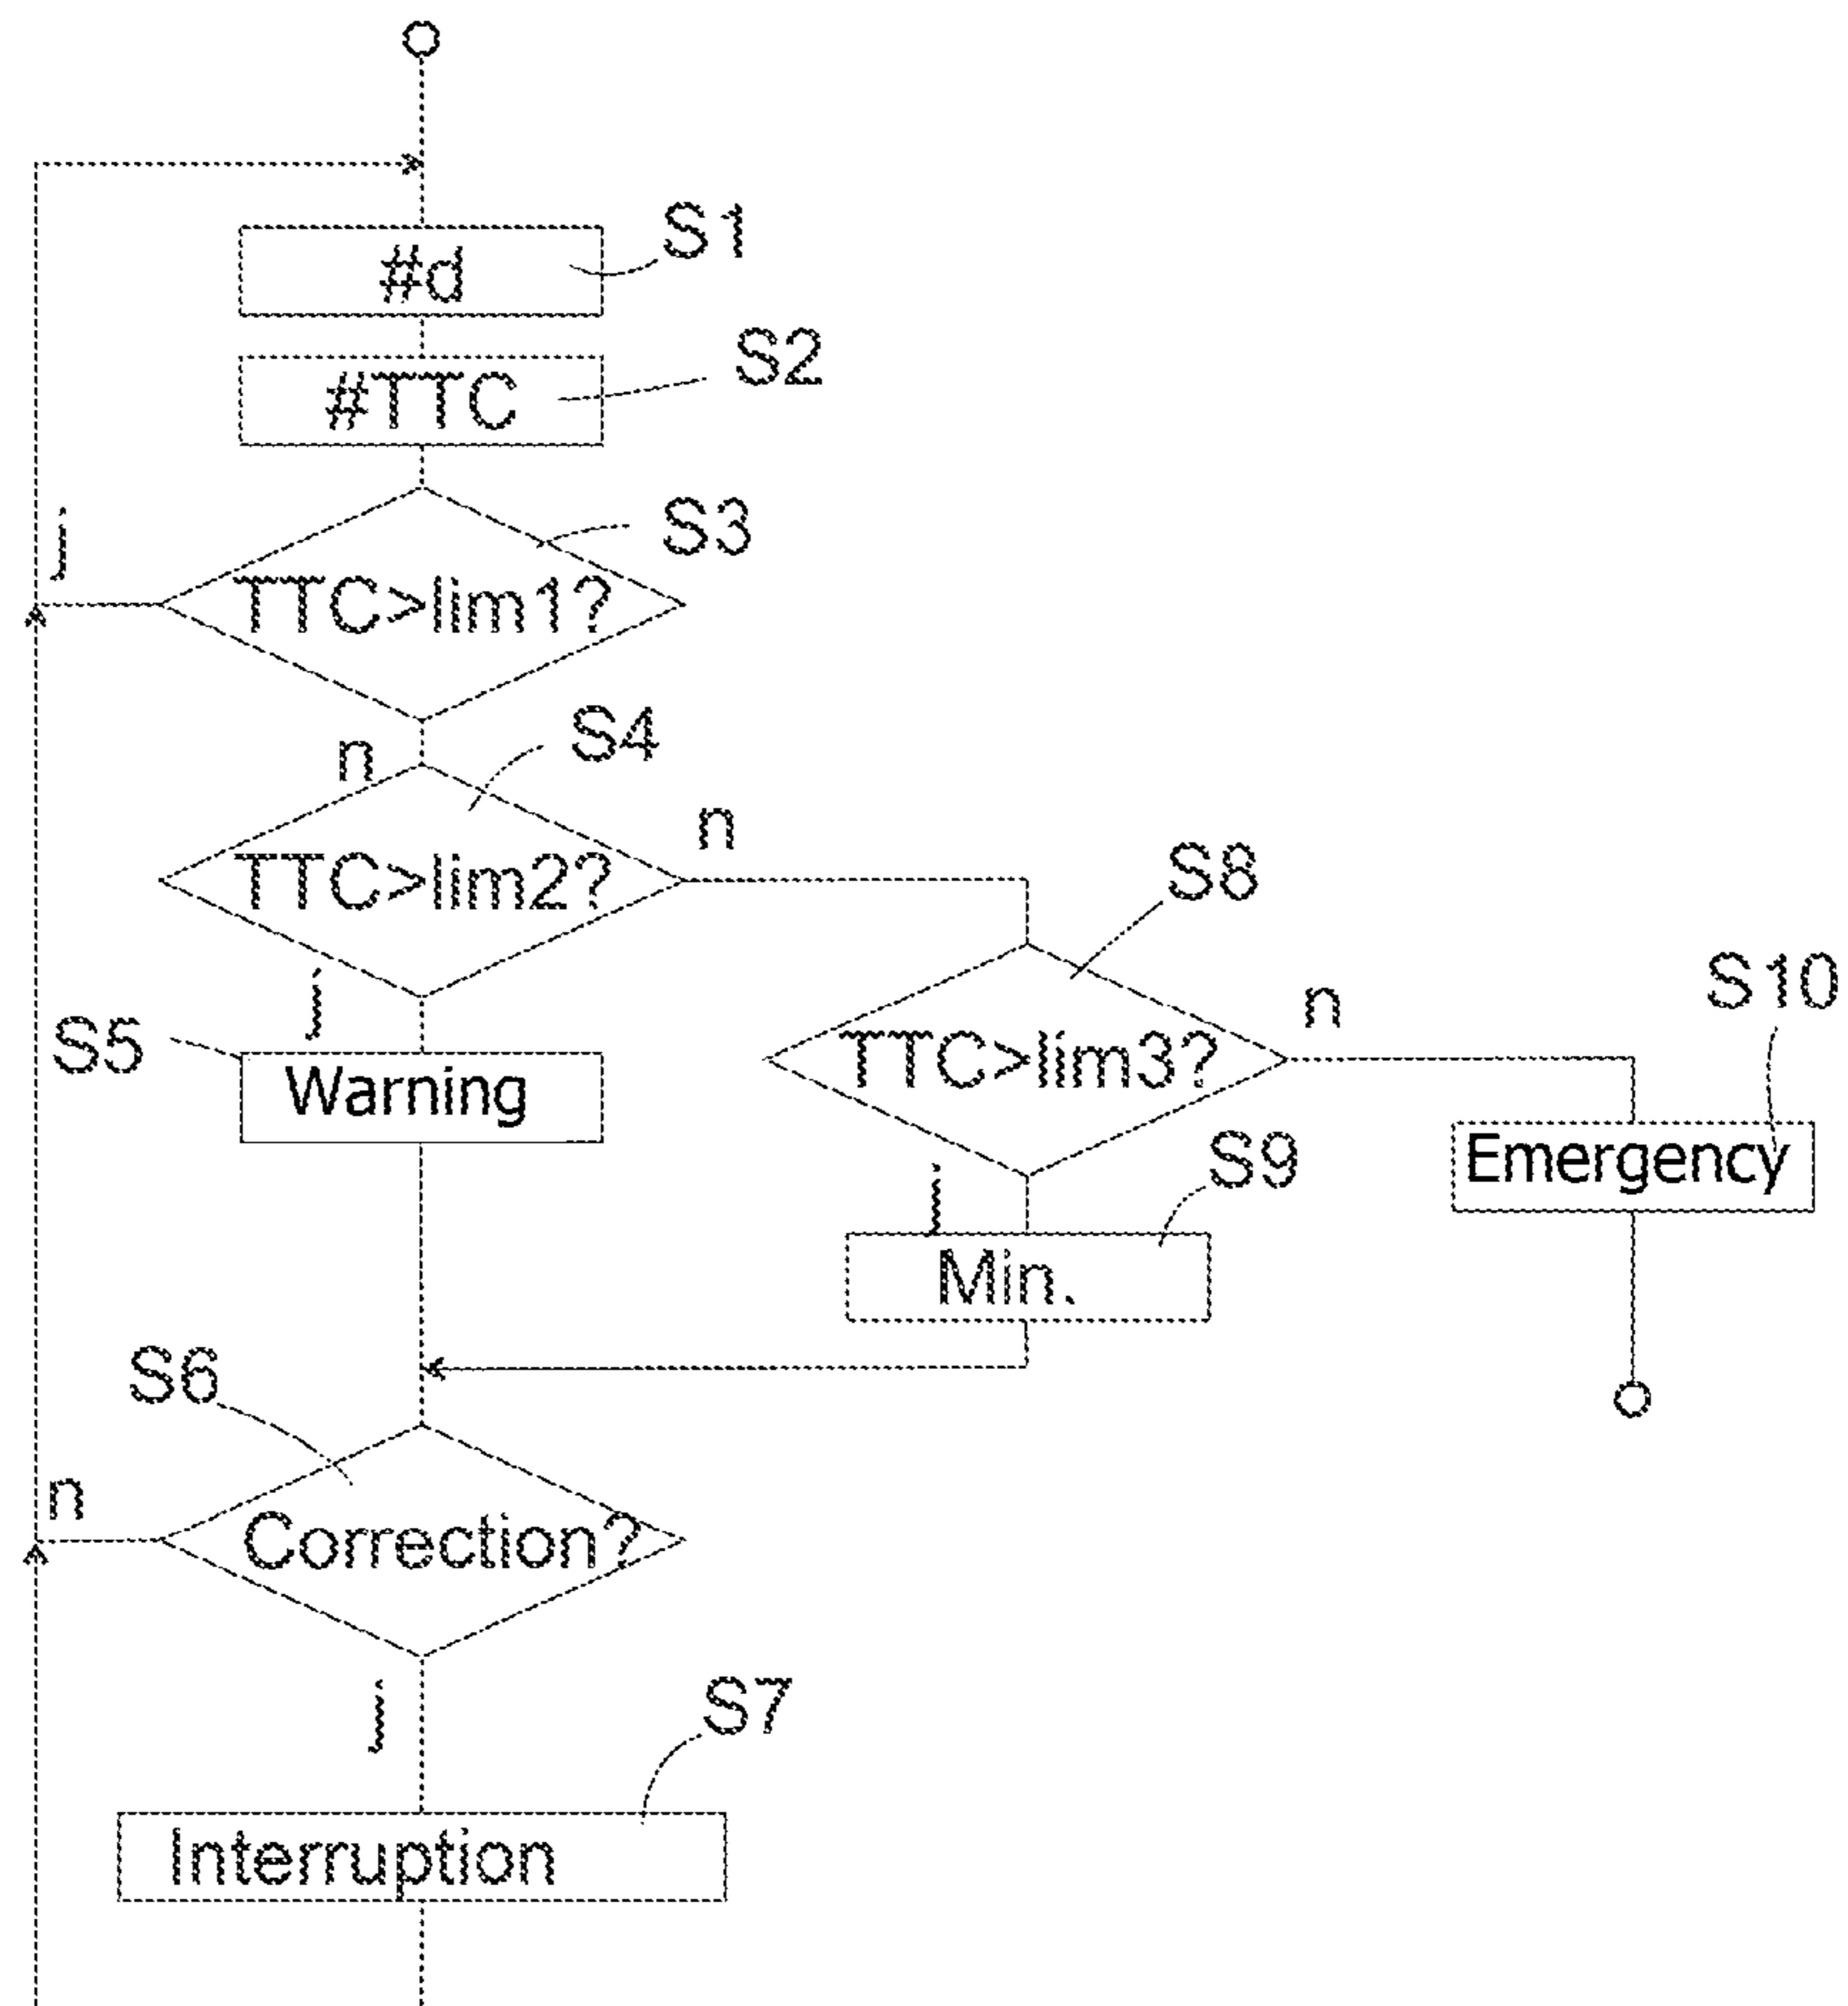 S1
#d
S2
#TTC
j
S3
TTC>lim1?
n
S4
n
TTC>lim2?
S8
j
S10
n
S5
TTC>lim3?
Warning
Emergency
j
S9
Min.
S6
n
Correction?
j
S7
Interruption